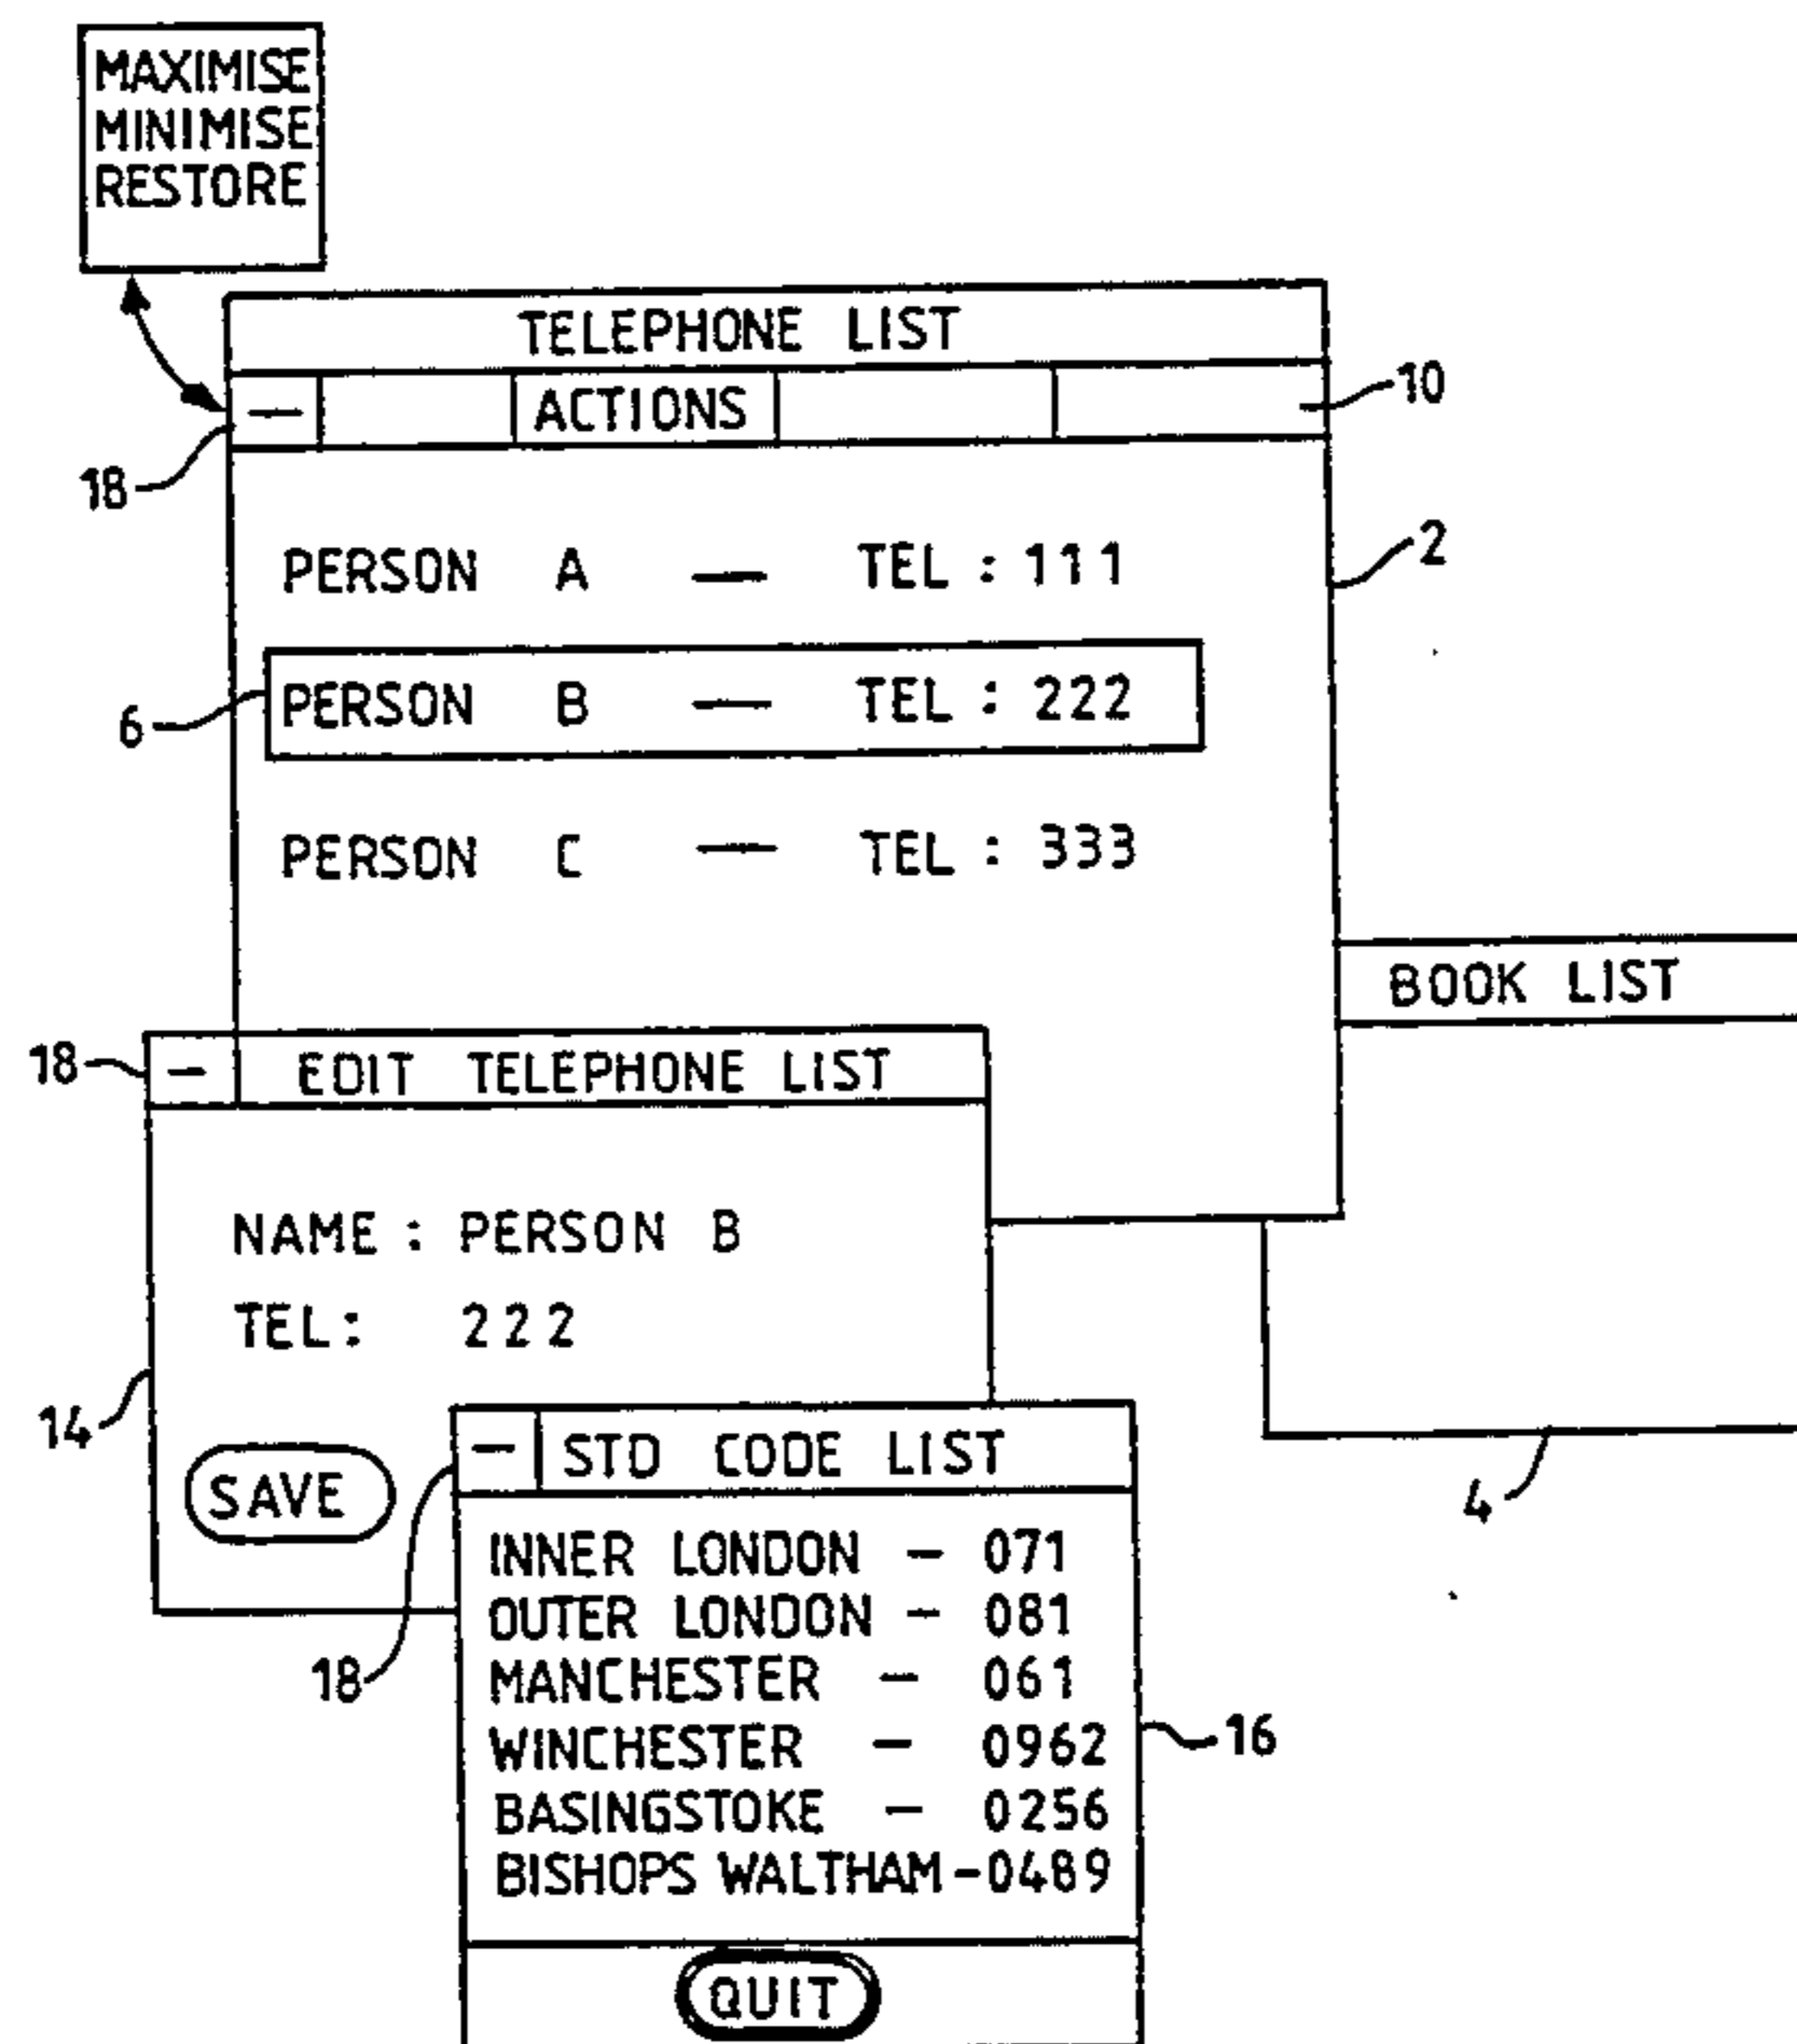 MAXIMISE
MINIMISE
RESTORE
TELEPHONE LIST
— ACTIONS
10
18
2
PERSON A — TEL : 111
6
PERSON B — TEL : 222
PERSON C — TEL : 333
BOOK LIST
18
— EDIT TELEPHONE LIST
NAME : PERSON B
TEL : 222
14
4
SAVE
— STD CODE LIST
18
INNER LONDON — 071
OUTER LONDON — 081
MANCHESTER — 061
WINCHESTER — 0962
16
BASINGSTOKE — 0256
BISHOPS WALTHAM — 0489
QUIT